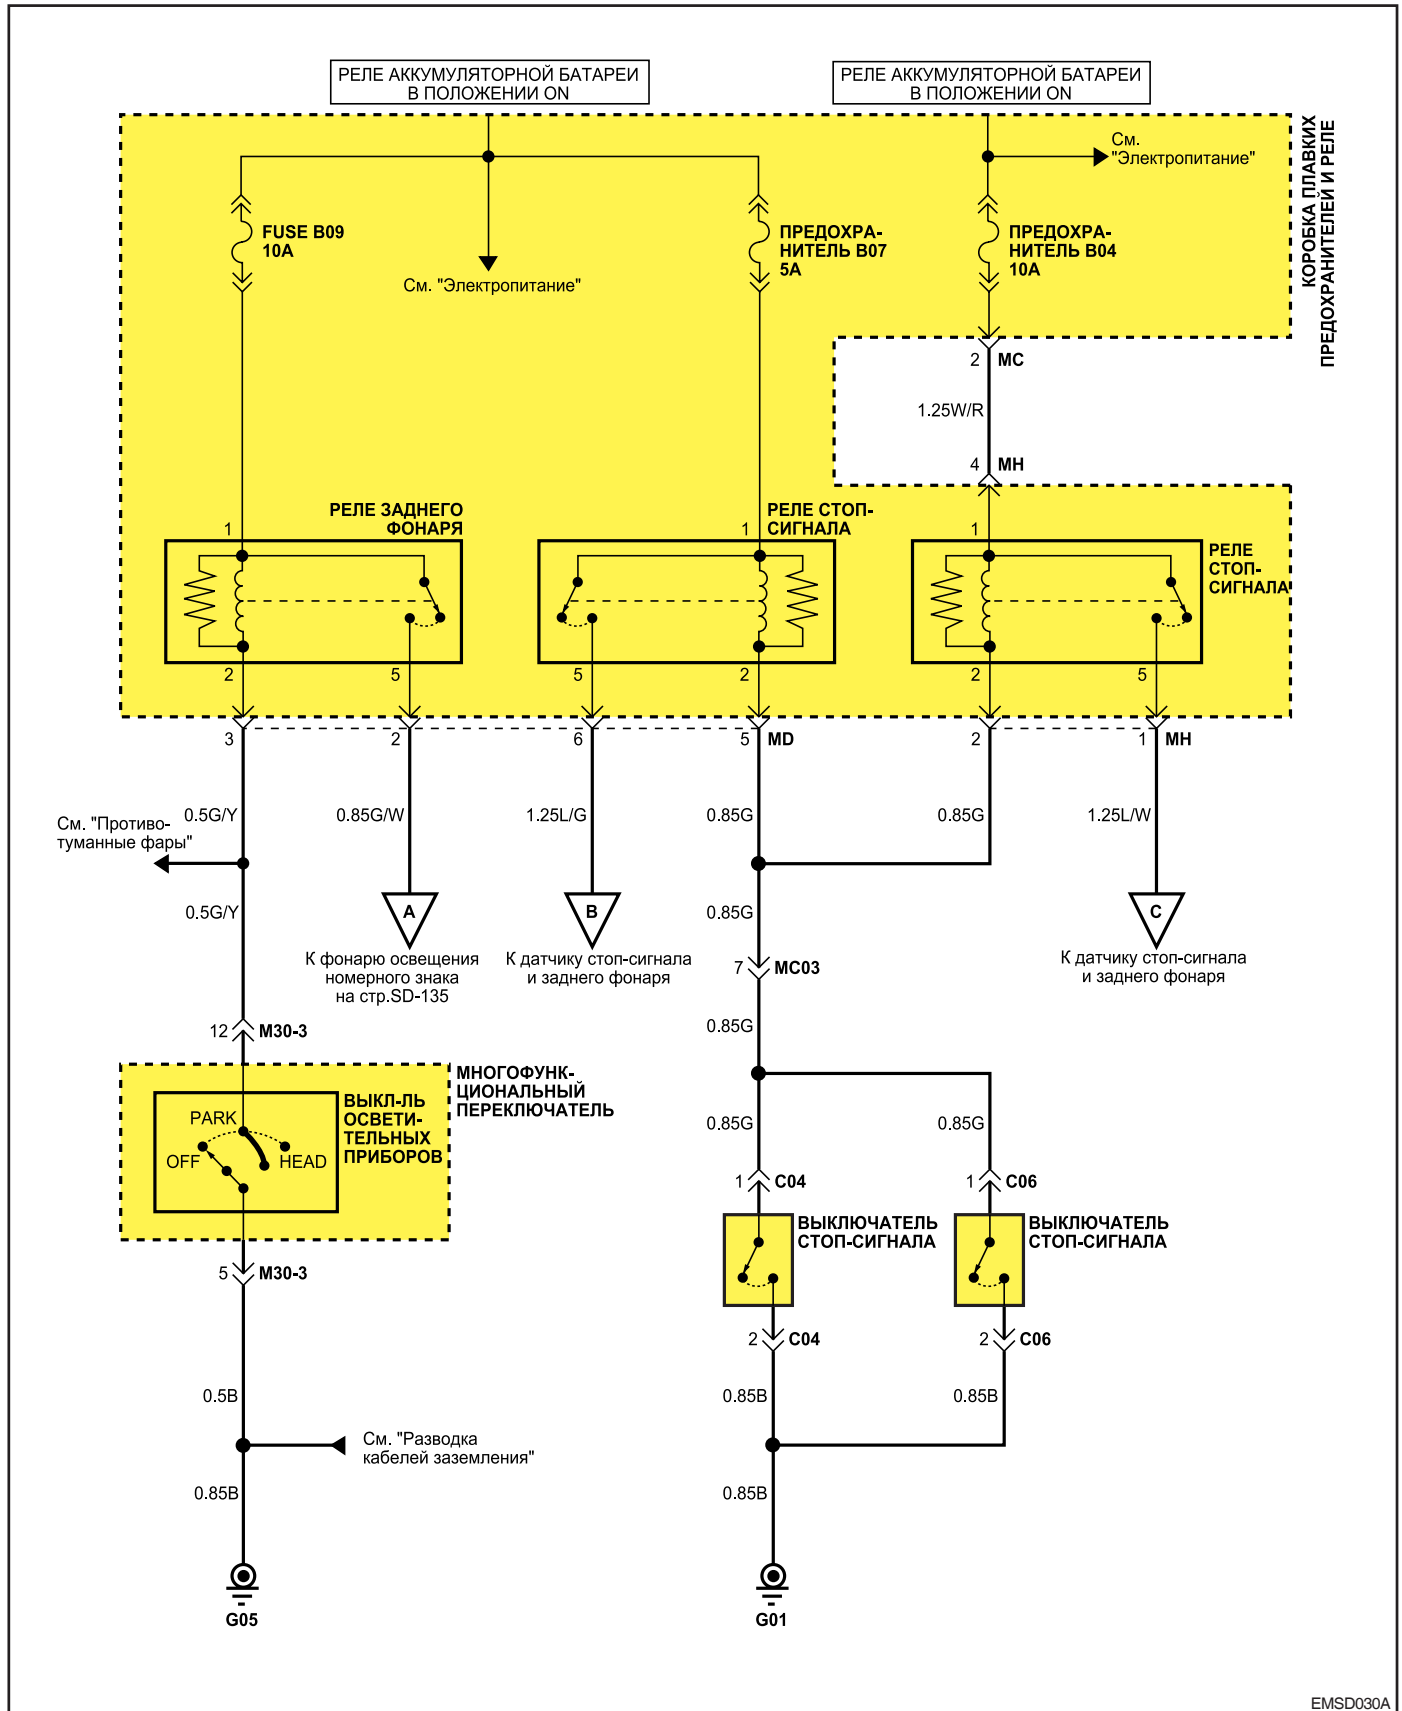 РЕЛЕ АККУМУЛЯТОРНОЙ БАТАРЕИ
В ПОЛОЖЕНИИ ON
РЕЛЕ АККУМУЛЯТОРНОЙ БАТАРЕИ
В ПОЛОЖЕНИИ ON
КОРОБКА ПЛАВКИХ
ПРЕДОХРАНИТЕЛЕЙ И РЕЛЕ
См.
"Электропитание"
FUSE B09
10A
См. "Электропитание"
ПРЕДОХРА-
НИТЕЛЬ B07
5A
ПРЕДОХРА-
НИТЕЛЬ B04
10A
2 MC
1.25W/R
4 MH
РЕЛЕ ЗАДНЕГО
ФОНАРЯ
1
РЕЛЕ СТОП-
СИГНАЛА
1
1
РЕЛЕ
СТОП-
СИГНАЛА
2 5 5 2 2 5
3 2 6 5 MD 2 1 MH
См. "Противо-
туманные фары"
0.5G/Y 0.85G/W 1.25L/G 0.85G 0.85G 1.25L/W
0.5G/Y A B 0.85G C
К фонарю освещения
номерного знака
на стр.SD-135
К датчику стоп-сигнала
и заднего фонаря
7 MC03
К датчику стоп-сигнала
и заднего фонаря
12 M30-3
0.85G
МНОГОФУНК-
ЦИОНАЛЬНЫЙ
ПЕРЕКЛЮЧАТЕЛЬ
ВЫКЛ-ЛЬ
ОСВЕТИ-
ТЕЛЬНЫХ
ПРИБОРОВ
PARK
OFF HEAD
0.85G 0.85G
1 C04 1 C06
ВЫКЛЮЧАТЕЛЬ
СТОП-СИГНАЛА
ВЫКЛЮЧАТЕЛЬ
СТОП-СИГНАЛА
5 M30-3
2 C04 2 C06
0.5B 0.85B 0.85B
См. "Разводка
кабелей заземления"
0.85B 0.85B
G05 G01
EMSD030A